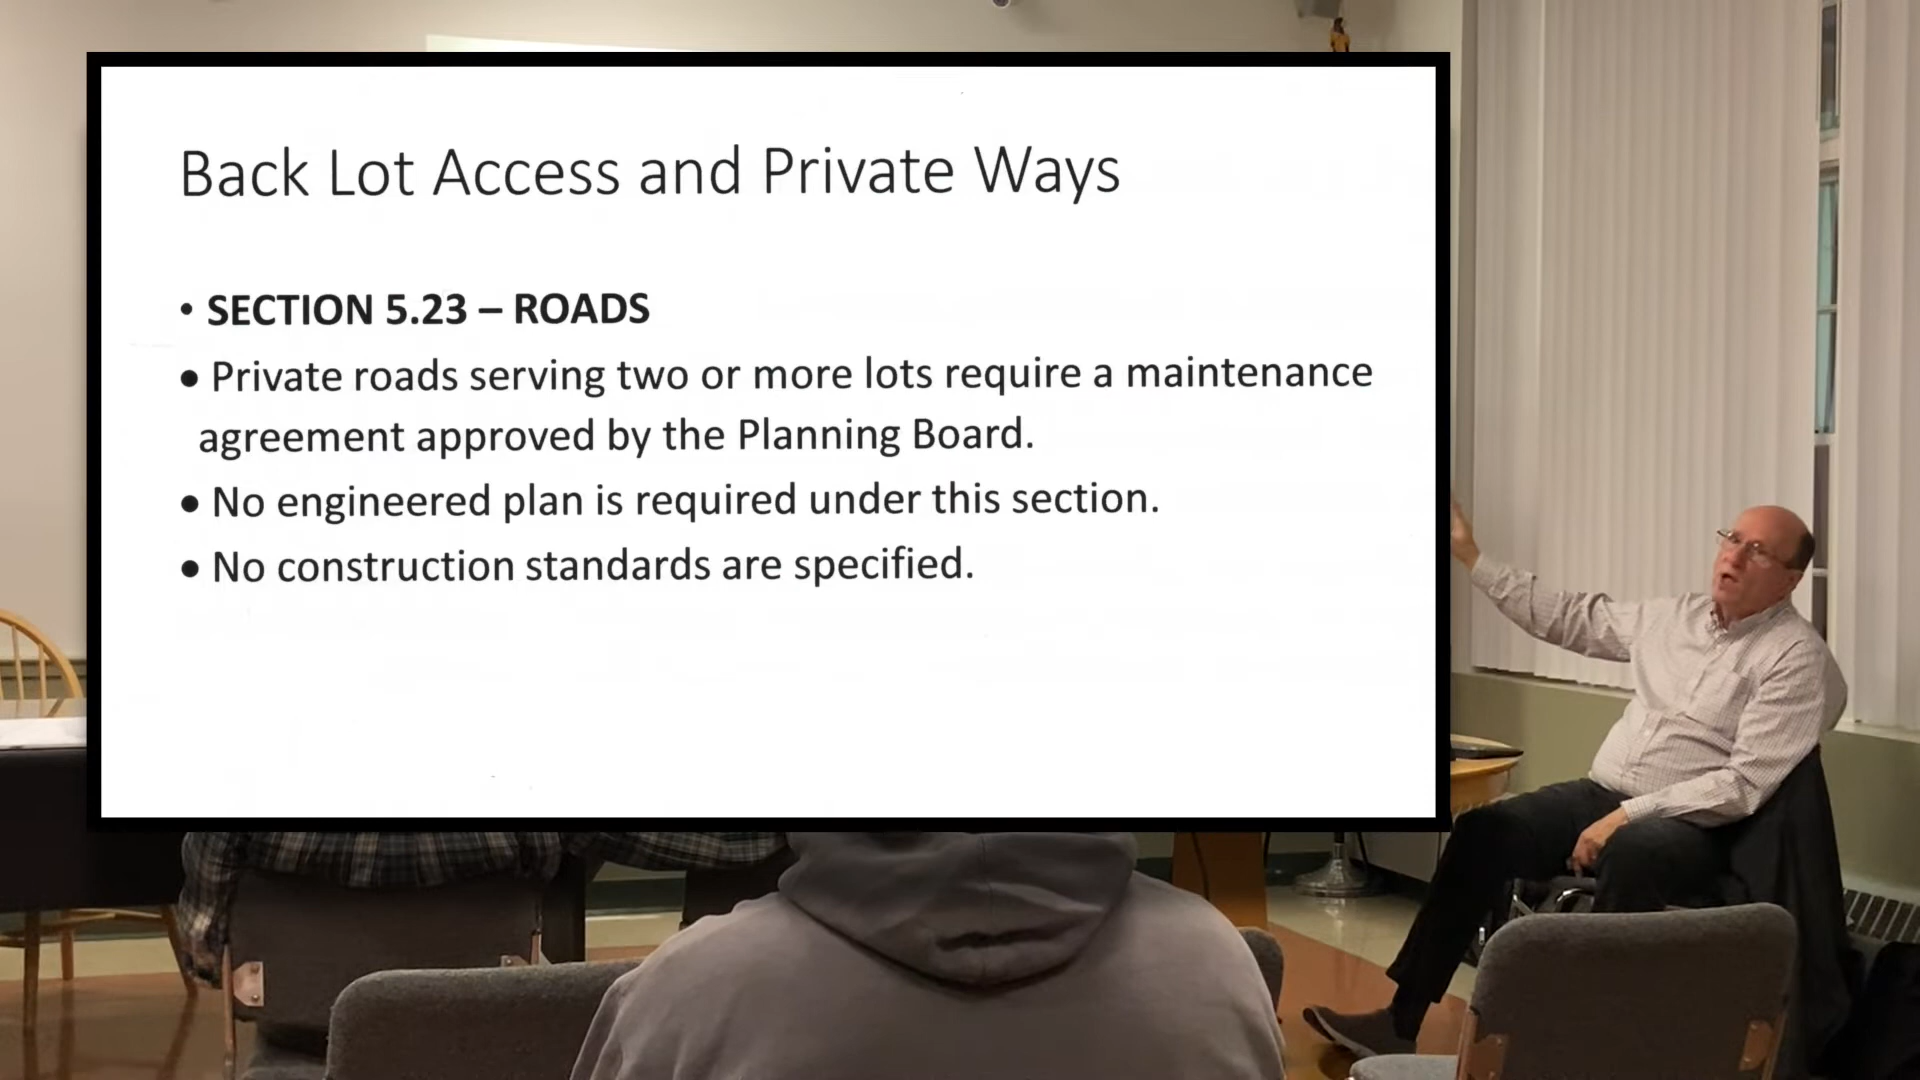 Back Lot Access and Private Ways
• SECTION 5.23 – ROADS
● Private roads serving two or more lots require a maintenance
agreement approved by the Planning Board.
● No engineered plan is required under this section.
● No construction standards are specified.